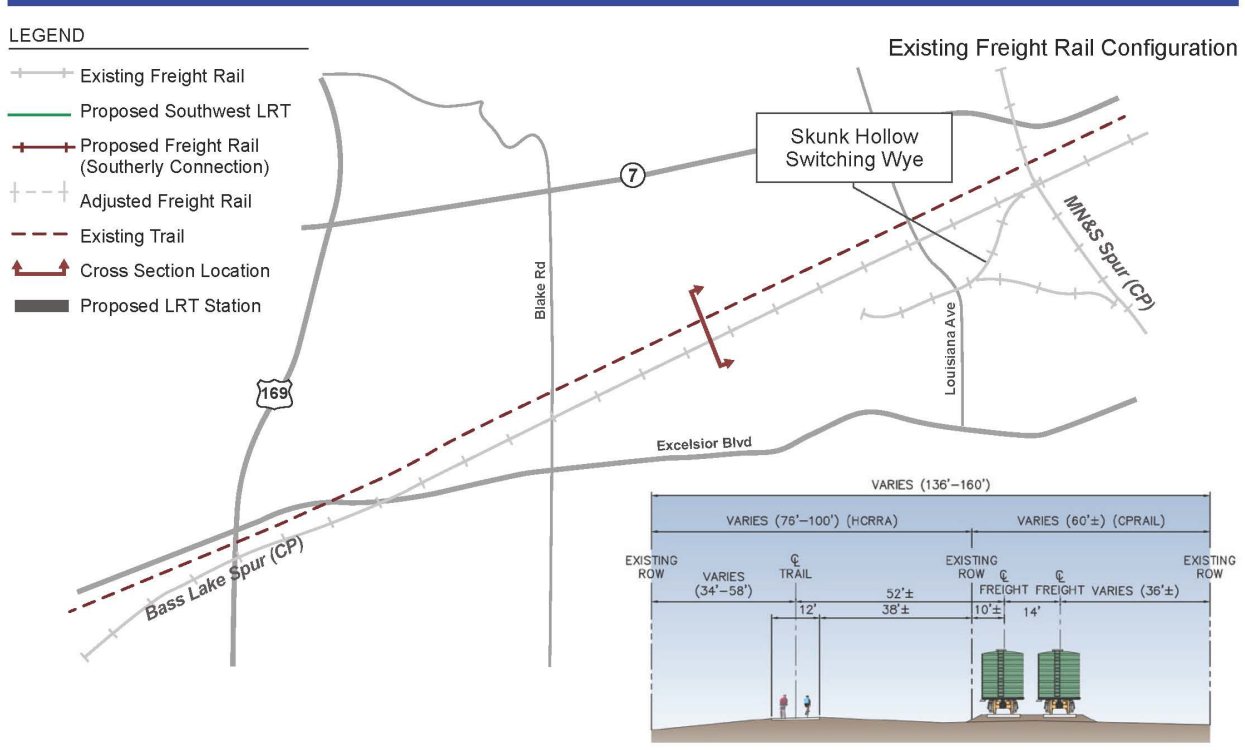 LEGEND
Existing Freight Rail
Proposed Southwest LRT
Proposed Freight Rail
(Southerly Connection)
Adjusted Freight Rail
Existing Trail
Cross Section Location
Proposed LRT Station
Existing Freight Rail Configuration
Skunk Hollow
Switching Wye
7
MN&S Spur (CP)
Blake Rd
Louisiana Ave
169
Excelsior Blvd
Bass Lake Spur (CP)
VARIES (136'-160')
VARIES (76'-100') (HCRRA)
VARIES (60'±) (CPRAIL)
EXISTING
ROW
VARIES
(34'-58')
℄
TRAIL
52'±
12'
38'±
EXISTING
ROW
℄
FREIGHT
℄
FREIGHT
10'±
14'
VARIES (36'±)
EXISTING
ROW